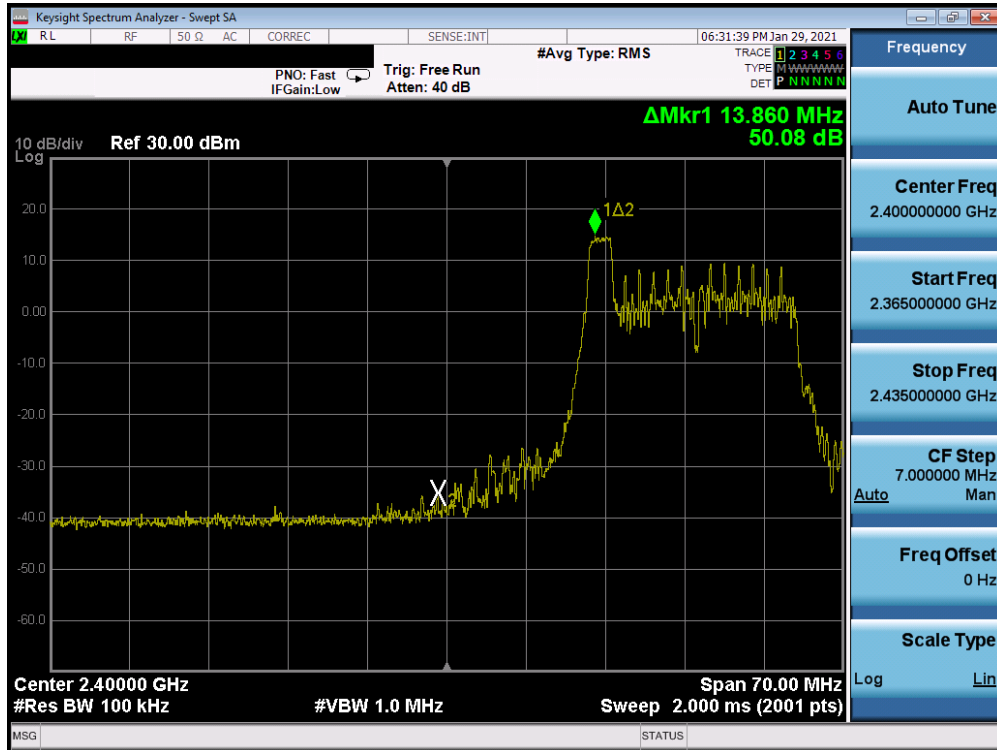 Keysight Spectrum Analyzer - Swept SA
LXI RL RF 50 Ω AC CORREC SENSE:INT 06:31:39 PM Jan 29, 2021
Frequency
#Avg Type: RMS
TRACE 1 2 3 4 5 6
PNO: Fast Trig: Free Run
TYPE M W W W W W
IFGain:Low Atten: 40 dB
DET P N N N N N
Auto Tune
ΔMkr1 13.860 MHz
50.08 dB
10 dB/div Ref 30.00 dBm
Log
20.0
10.0
0.00
-10.0
-20.0
-30.0
-40.0
-50.0
-60.0
1Δ2
X2
Center Freq
2.400000000 GHz
Start Freq
2.365000000 GHz
Stop Freq
2.435000000 GHz
CF Step
7.000000 MHz
Auto Man
Freq Offset
0 Hz
Scale Type
Log Lin
Center 2.40000 GHz Span 70.00 MHz
#Res BW 100 kHz #VBW 1.0 MHz Sweep 2.000 ms (2001 pts)
MSG STATUS